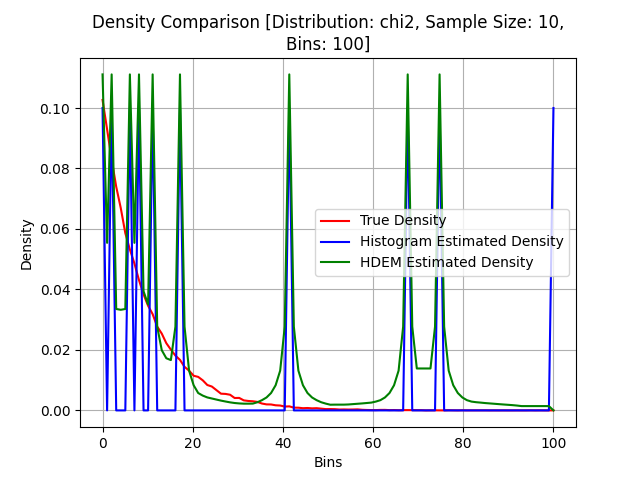 Density Comparison [Distribution: chi2, Sample Size: 10,
Bins: 100]
0.10
0.08
0.06
0.04
0.02
0.00
Density
True Density
Histogram Estimated Density
HDEM Estimated Density
0 20 40 60 80 100
Bins